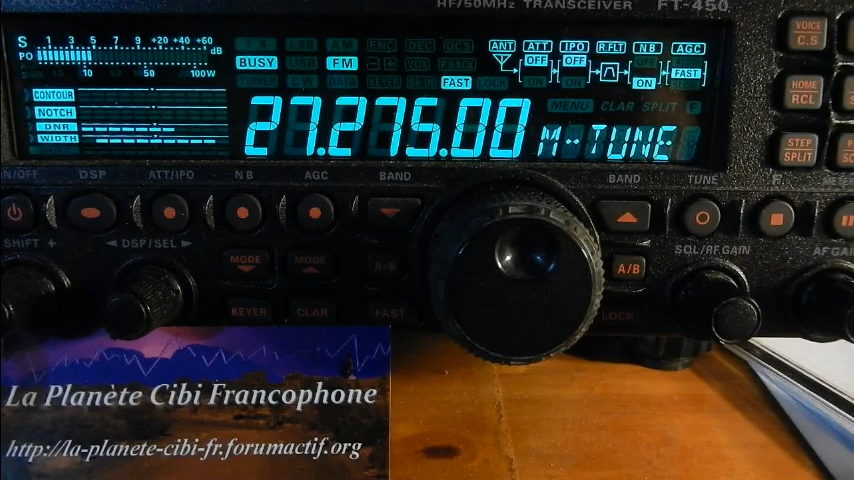 HF/50MHz TRANSCEIVER FT-450
S 1 3 5 7 9 +20 +40 +60 dB
PO 10 50 100W
BUSY FM FAST
ANT ATT IPO R.FLT NB AGC
OFF OFF OFF
ON FAST
CONTOUR
NOTCH
DNR
WIDTH
MENU CLAR SPLIT F
27.275.00 M-TUNE
VOICE
C.S
HOME
RCL
STEP
SPLIT
ON/OFF DSP ATT/IPO NB AGC BAND BAND TUNE
SHIFT + DSP/SEL MODE MODE A=B A/B SQL/RF GAIN AF GAIN
KEYER CLAR FAST LOCK
La Planète Cibi Francophone
http://la-planete-cibi-fr.forumactif.org